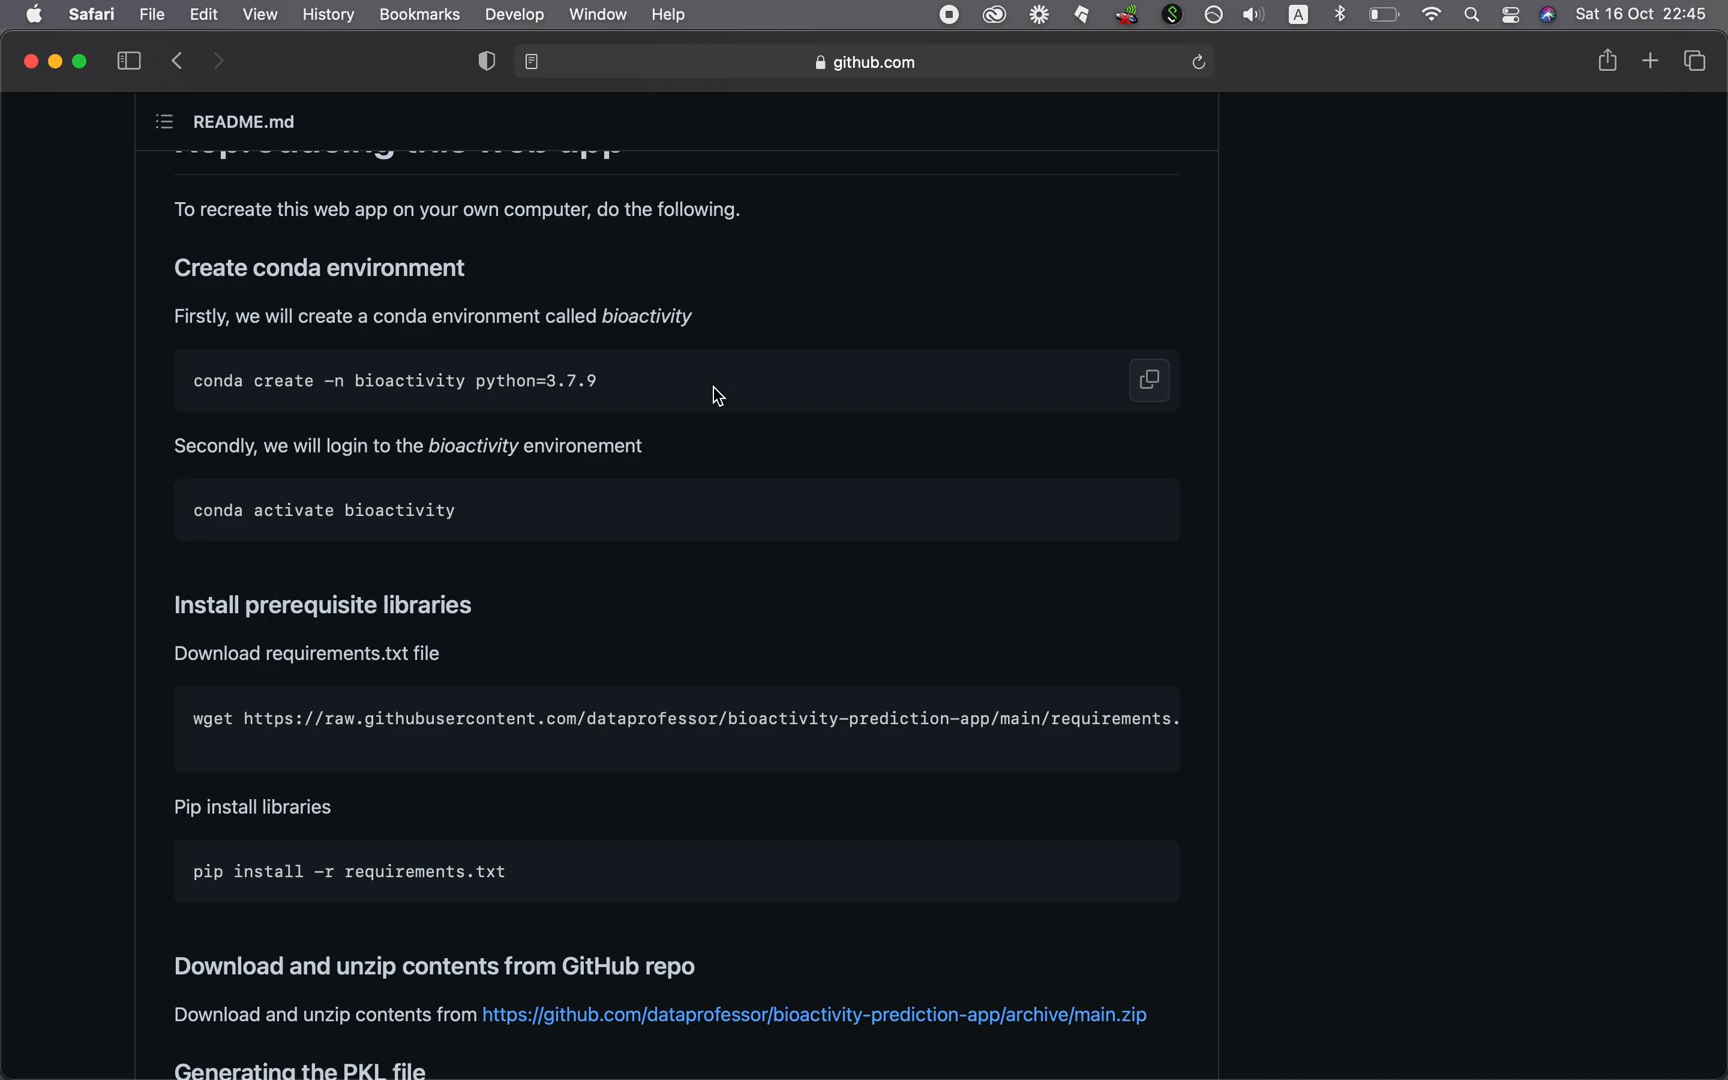 Safari File Edit View History Bookmarks Develop Window Help A Sat 16 Oct 22:45
github.com
README.md
Reproducing this web app
To recreate this web app on your own computer, do the following.
Create conda environment
Firstly, we will create a conda environment called bioactivity
conda create -n bioactivity python=3.7.9
Secondly, we will login to the bioactivity environement
conda activate bioactivity
Install prerequisite libraries
Download requirements.txt file
wget https://raw.githubusercontent.com/dataprofessor/bioactivity-prediction-app/main/requirements.
Pip install libraries
pip install -r requirements.txt
Download and unzip contents from GitHub repo
Download and unzip contents from https://github.com/dataprofessor/bioactivity-prediction-app/archive/main.zip
Generating the PKL file